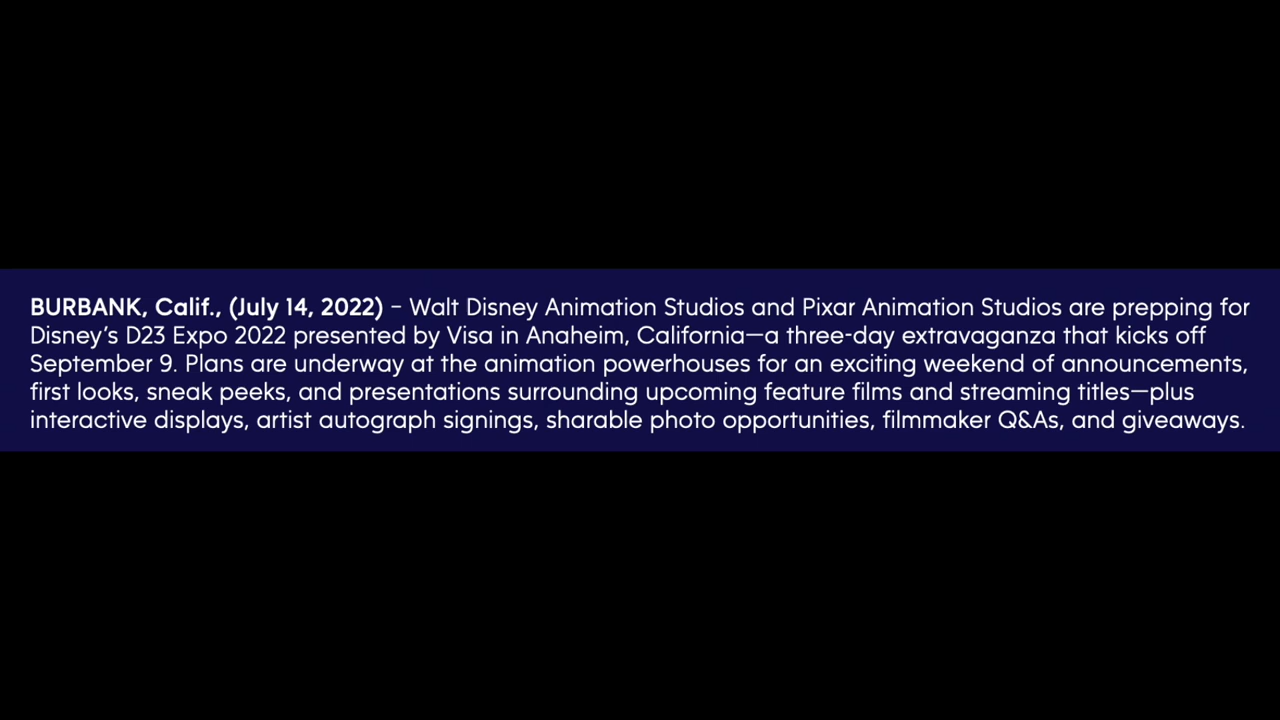 BURBANK, Calif., (July 14, 2022) – Walt Disney Animation Studios and Pixar Animation Studios are prepping for
Disney’s D23 Expo 2022 presented by Visa in Anaheim, California—a three-day extravaganza that kicks off
September 9. Plans are underway at the animation powerhouses for an exciting weekend of announcements,
first looks, sneak peeks, and presentations surrounding upcoming feature films and streaming titles—plus
interactive displays, artist autograph signings, sharable photo opportunities, filmmaker Q&As, and giveaways.